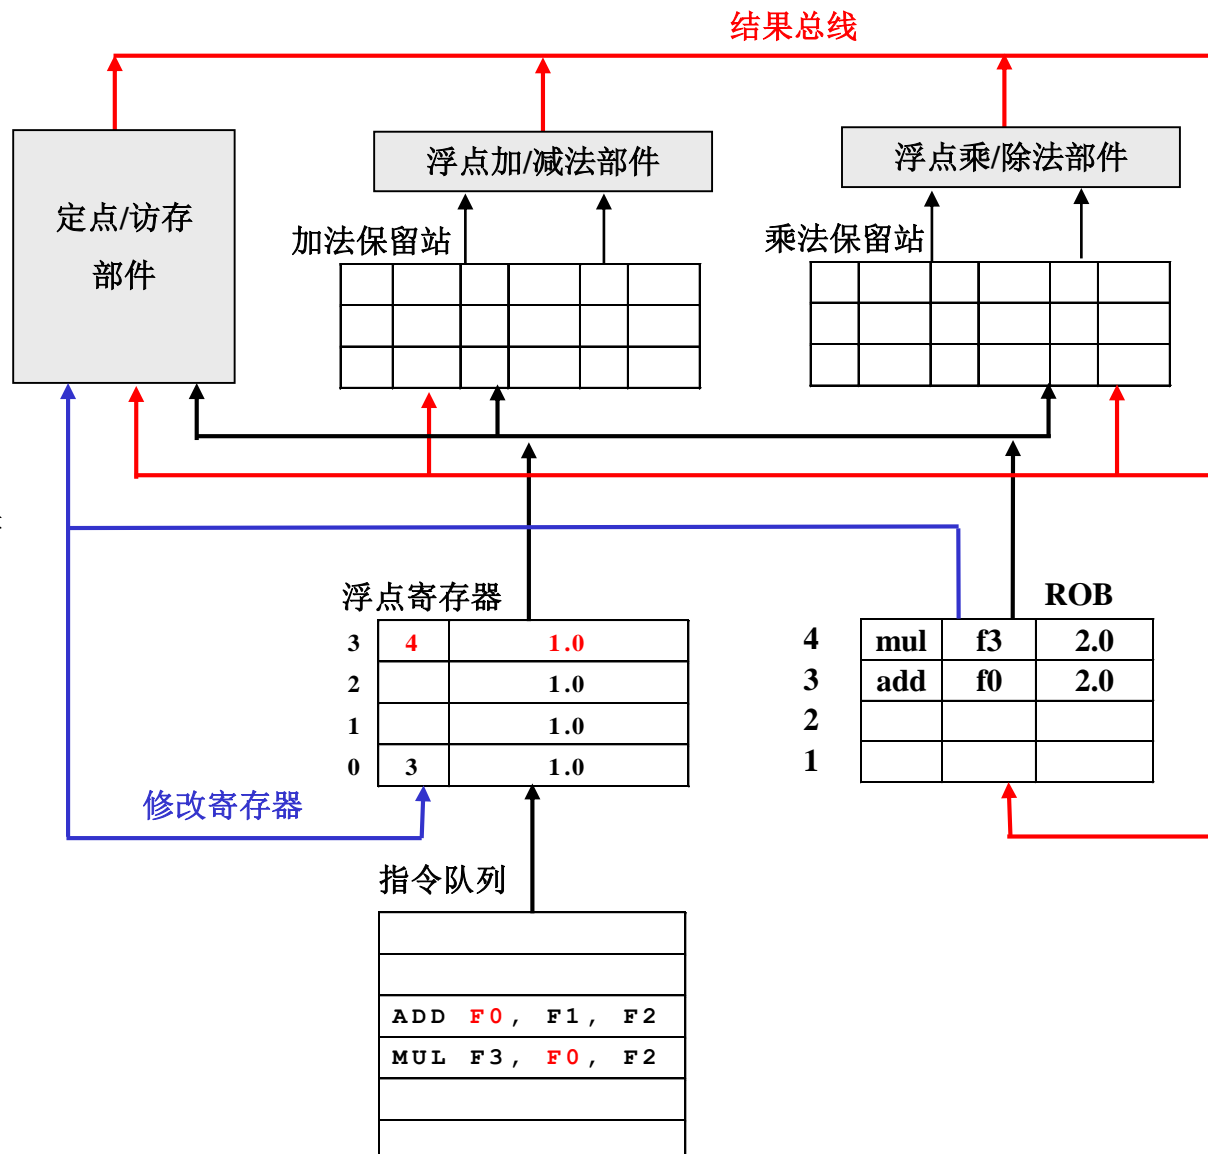 结果总线
浮点加/减法部件
浮点乘/除法部件
定点/访存
部件
加法保留站
乘法保留站
浮点寄存器
ROB
3 4 1.0
2 1.0
1 1.0
0 3 1.0
4 mul f3 2.0
3 add f0 2.0
2
1
修改寄存器
指令队列
ADD F0, F1, F2
MUL F3, F0, F2